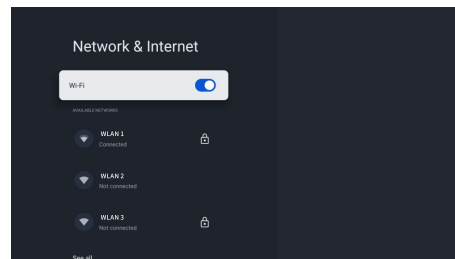 Network & Internet
Wi-Fi
AVAILABLE NETWORKS
WLAN 1
Connected
WLAN 2
Not connected
WLAN 3
Not connected
See all